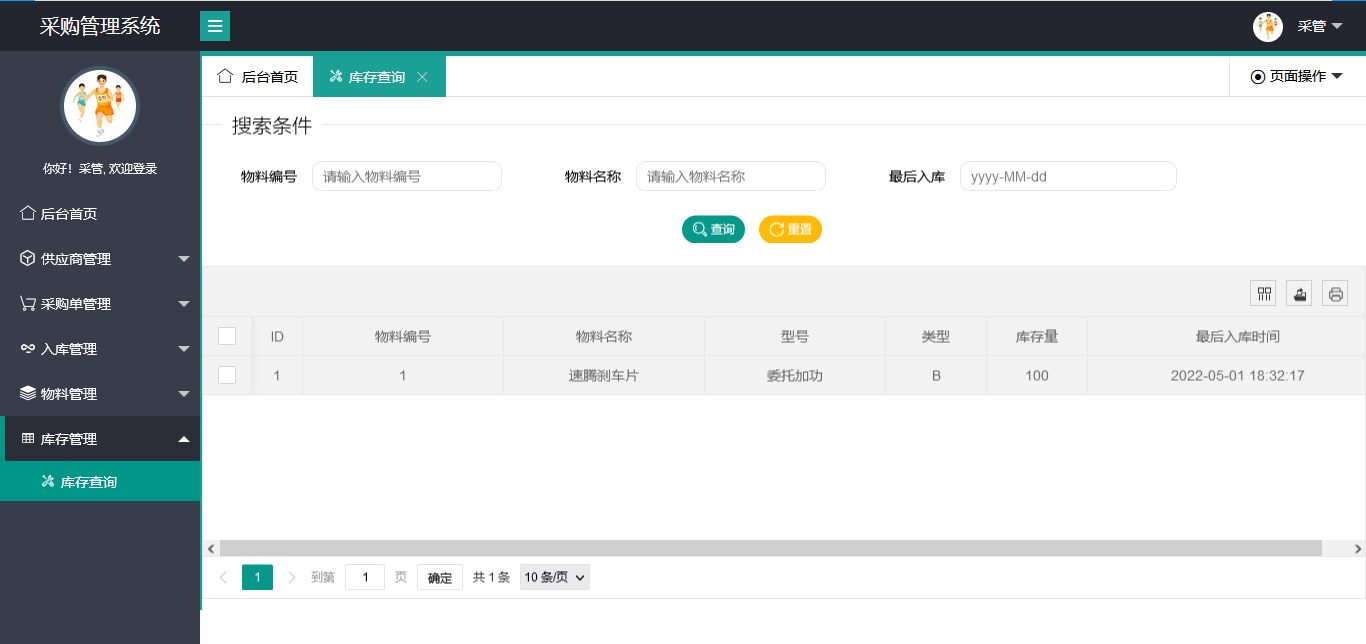 采购管理系统
采管
你好！采管, 欢迎登录
后台首页
供应商管理
采购单管理
入库管理
物料管理
库存管理
库存查询
后台首页 库存查询
页面操作
搜索条件
物料编号 请输入物料编号 物料名称 请输入物料名称 最后入库 yyyy-MM-dd
查询 重置
ID 物料编号 物料名称 型号 类型 库存量 最后入库时间
1 1 速腾刹车片 委托加功 B 100 2022-05-01 18:32:17
1 到第 1 页 确定 共 1 条 10 条/页